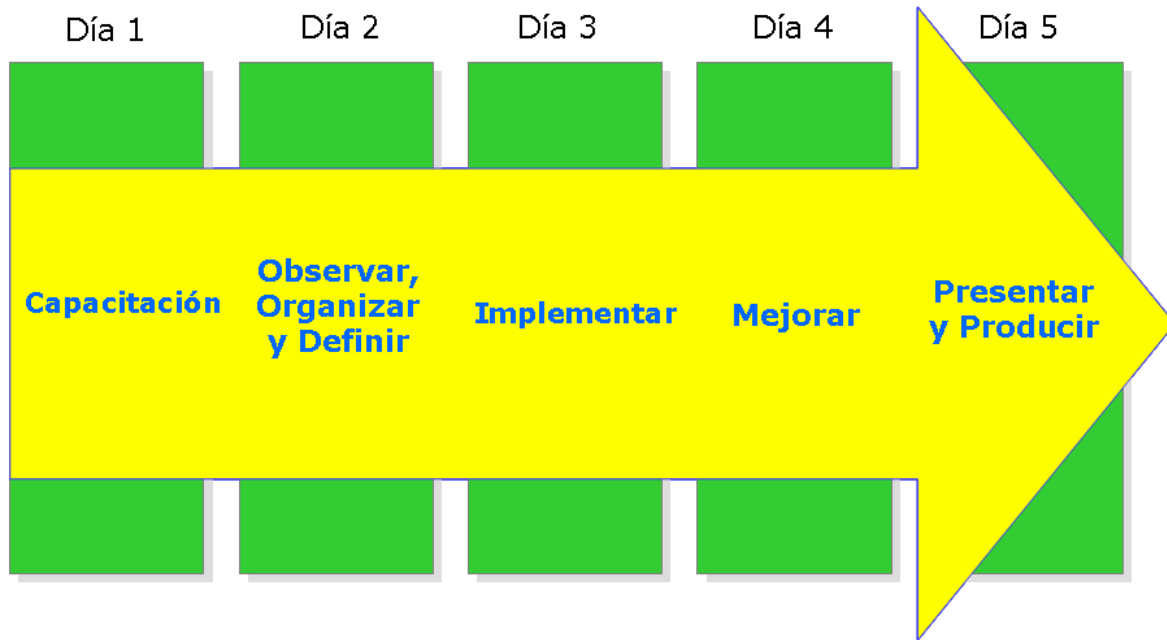 Día 1
Día 2
Día 3
Día 4
Día 5
Capacitación
Observar,
Organizar
y Definir
Implementar
Mejorar
Presentar
y Producir